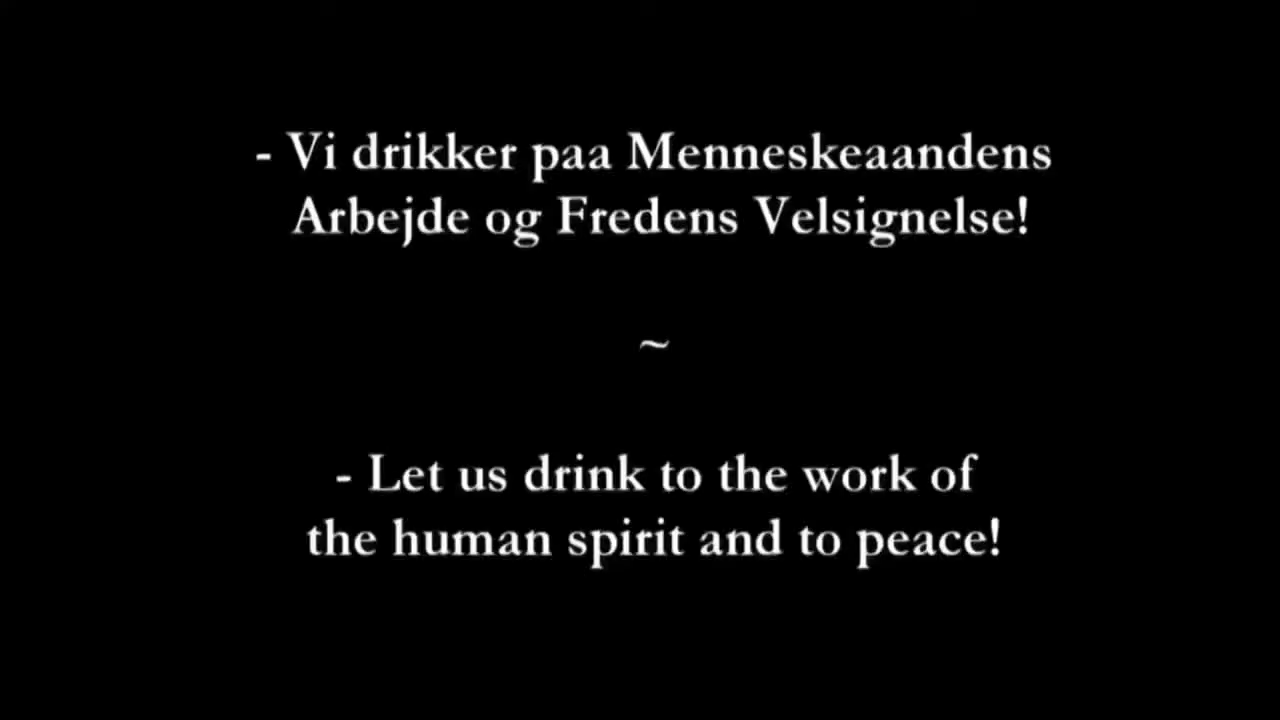 - Vi drikker paa Menneskeaandens
Arbejde og Fredens Velsignelse!
~
- Let us drink to the work of
the human spirit and to peace!